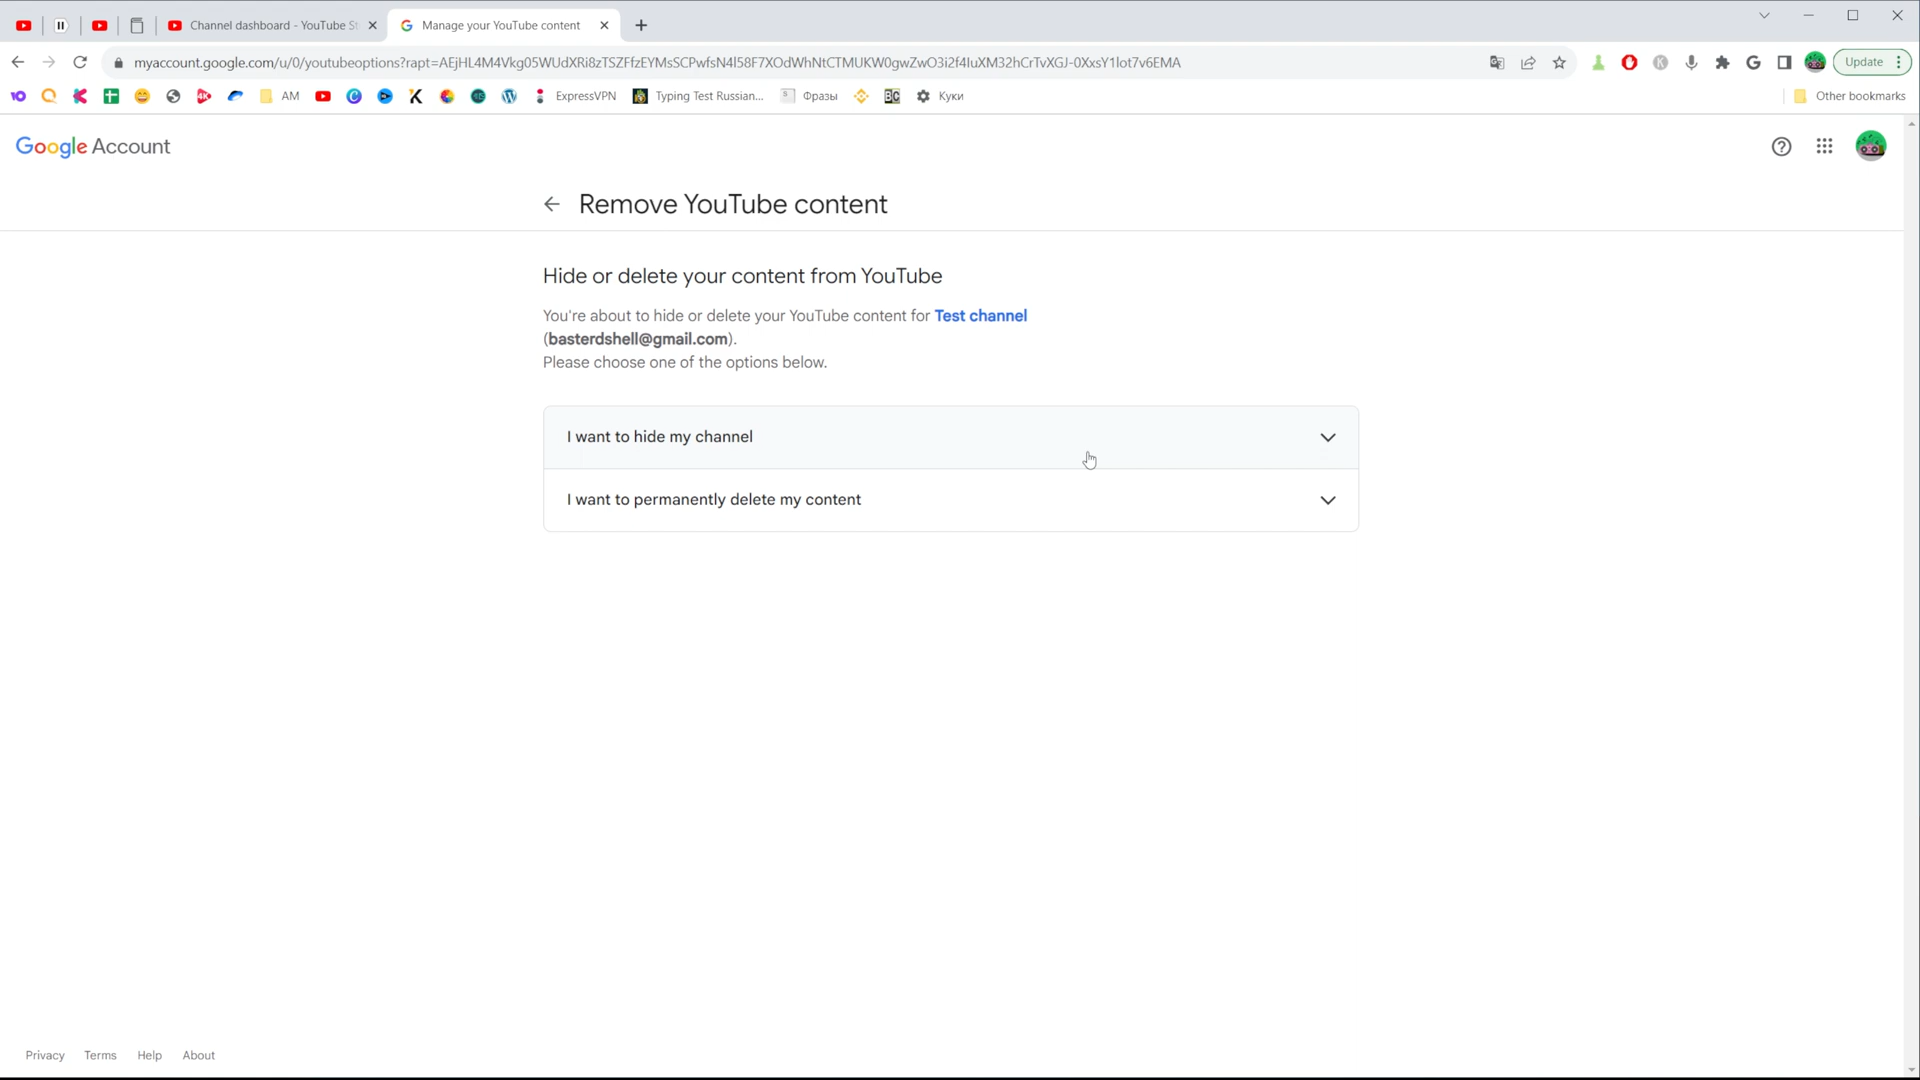 Channel dashboard - YouTube St
Manage your YouTube content
myaccount.google.com/u/0/youtubeoptions?rapt=AEjHL4M4Vkg05WUdXRi8zTSZFfzEYMsSCPwfsN4l58F7XOdWhNtCTMUKW0gwZwO3i2f4IuXM32hCrTvXGJ-0XxsY1Iot7v6EMA
Update
AM
ExpressVPN
Typing Test Russian...
Фразы
Куки
Other bookmarks
Google Account
Remove YouTube content
Hide or delete your content from YouTube
You're about to hide or delete your YouTube content for Test channel
(basterdshell@gmail.com).
Please choose one of the options below.
I want to hide my channel
I want to permanently delete my content
Privacy Terms Help About